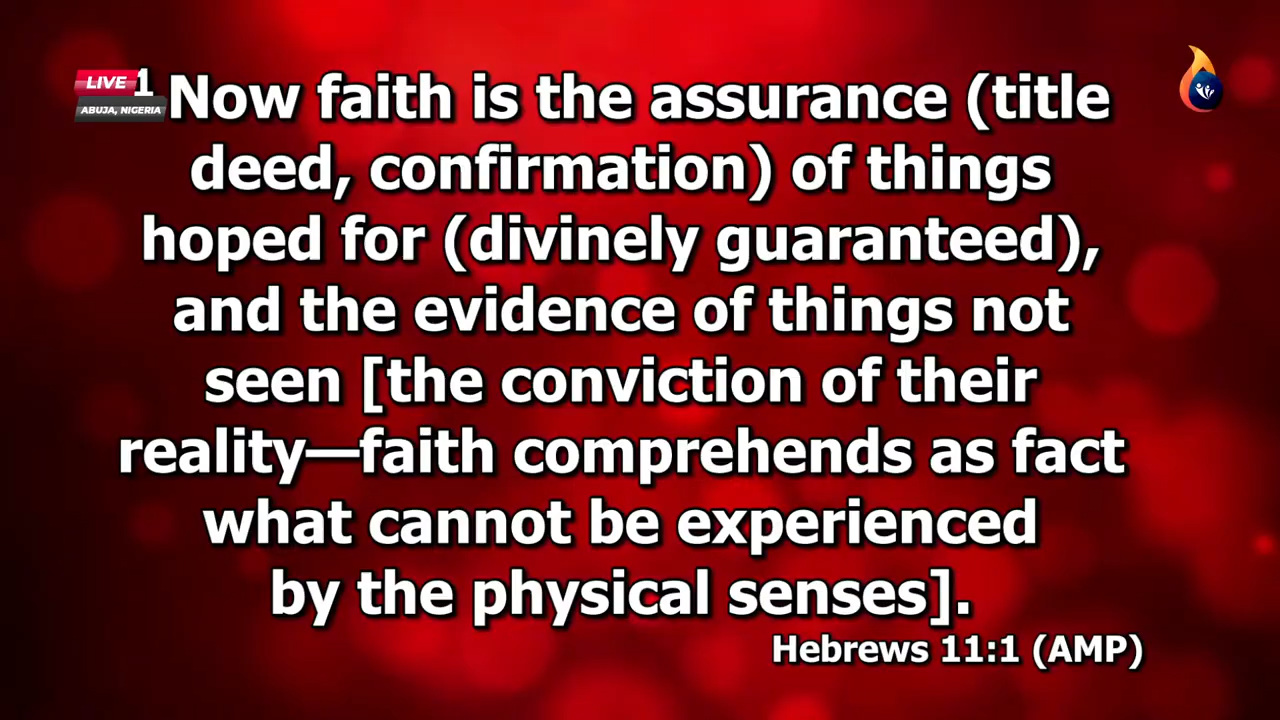 LIVE
ABUJA, NIGERIA
1 Now faith is the assurance (title
deed, confirmation) of things
hoped for (divinely guaranteed),
and the evidence of things not
seen [the conviction of their
reality—faith comprehends as fact
what cannot be experienced
by the physical senses].
Hebrews 11:1 (AMP)